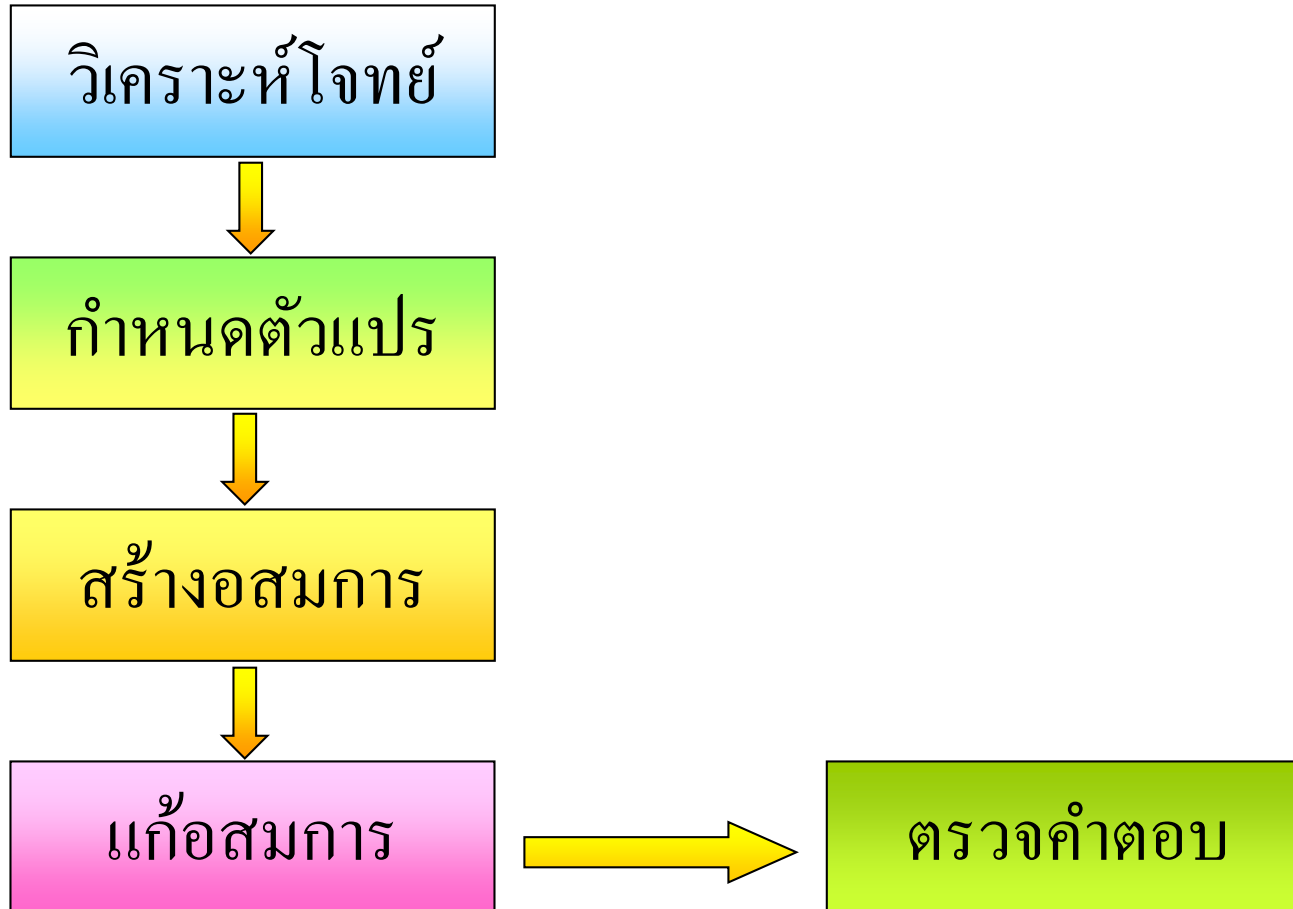 วิเคราะห์โจทย์
กำหนดตัวแปร
สร้างอสมการ
แก้อสมการ
ตรวจคำตอบ